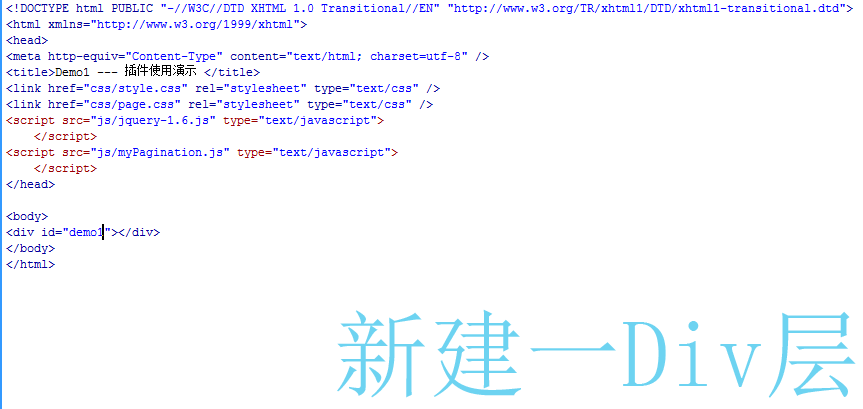 <!DOCTYPE html PUBLIC "-//W3C//DTD XHTML 1.0 Transitional//EN" "http://www.w3.org/TR/xhtml1/DTD/xhtml1-transitional.dtd">
<html xmlns="http://www.w3.org/1999/xhtml">
<head>
<meta http-equiv="Content-Type" content="text/html; charset=utf-8" />
<title>Demo1 --- 插件使用演示 </title>
<link href="css/style.css" rel="stylesheet" type="text/css" />
<link href="css/page.css" rel="stylesheet" type="text/css" />
<script src="js/jquery-1.6.js" type="text/javascript">
    </script>
<script src="js/myPagination.js" type="text/javascript">
    </script>
</head>
<body>
<div id="demo1"></div>
</body>
</html>
新建一Div层